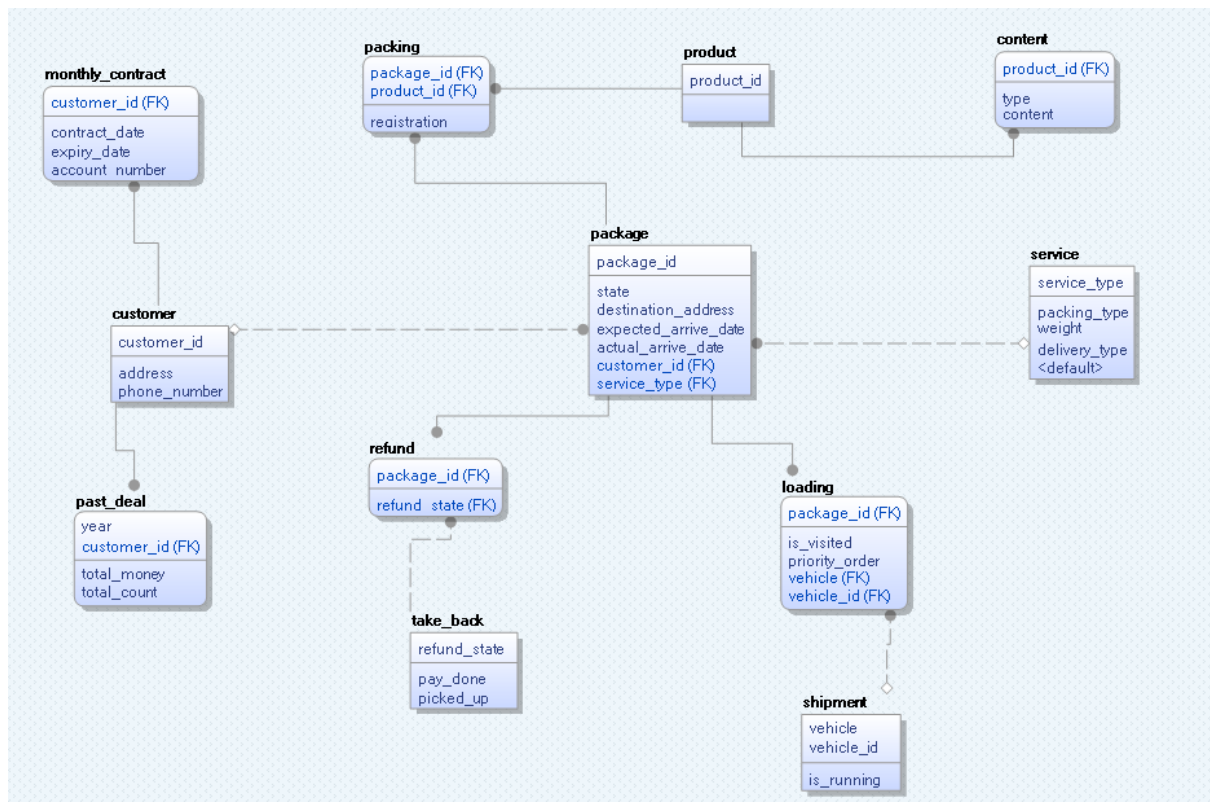 monthly_contract
customer_id (FK)
contract_date
expiry_date
account_number
packing
package_id (FK)
product_id (FK)
registration
product
product_id
content
product_id (FK)
type
content
package
package_id
state
destination_address
expected_arrive_date
actual_arrive_date
customer_id (FK)
service_type (FK)
service
service_type
packing_type
weight
delivery_type
<default>
customer
customer_id
address
phone_number
past_deal
year
customer_id (FK)
total_money
total_count
refund
package_id (FK)
refund_state (FK)
take_back
refund_state
pay_done
picked_up
loading
package_id (FK)
is_visited
priority_order
vehicle (FK)
vehicle_id (FK)
shipment
vehicle
vehicle_id
is_running